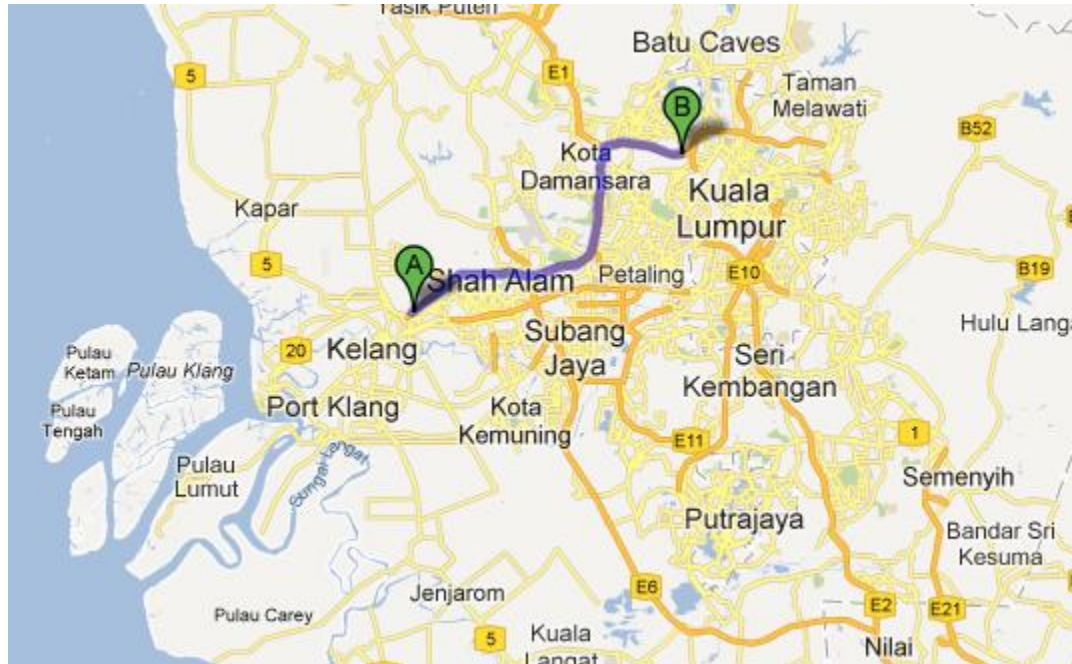 Tasik Puteri
Batu Caves
5
E1
Taman
Melawati
B
B52
Kota
Damansara
Kapar
Kuala
Lumpur
5
A
Shah Alam
Petaling
E10
B19
Hulu Langa
20
Kelang
Subang
Jaya
Seri
Kembangan
Pulau
Ketam
Pulau Klang
Pulau
Tengah
Port Klang
Kota
Kemuning
E11
1
Pulau
Lumut
Sungai Langat
Semenyih
Putrajaya
Bandar Sri
Kesuma
Jenjarom
E6
E2
E21
Pulau Carey
5
Kuala
Langat
Nilai